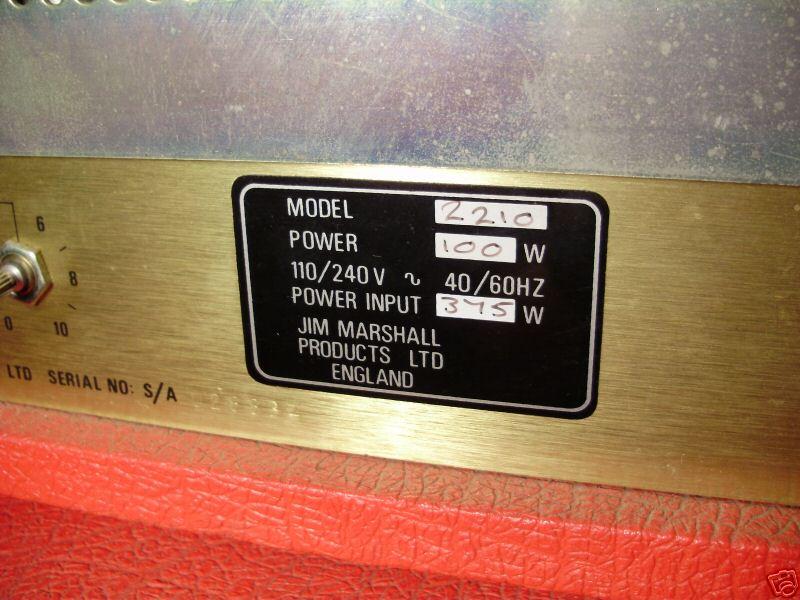 MODEL 2210
POWER 100 W
110/240 V ~ 40/60HZ
POWER INPUT 375 W
JIM MARSHALL
PRODUCTS LTD
ENGLAND
6
8
0 10
LTD SERIAL NO: S/A